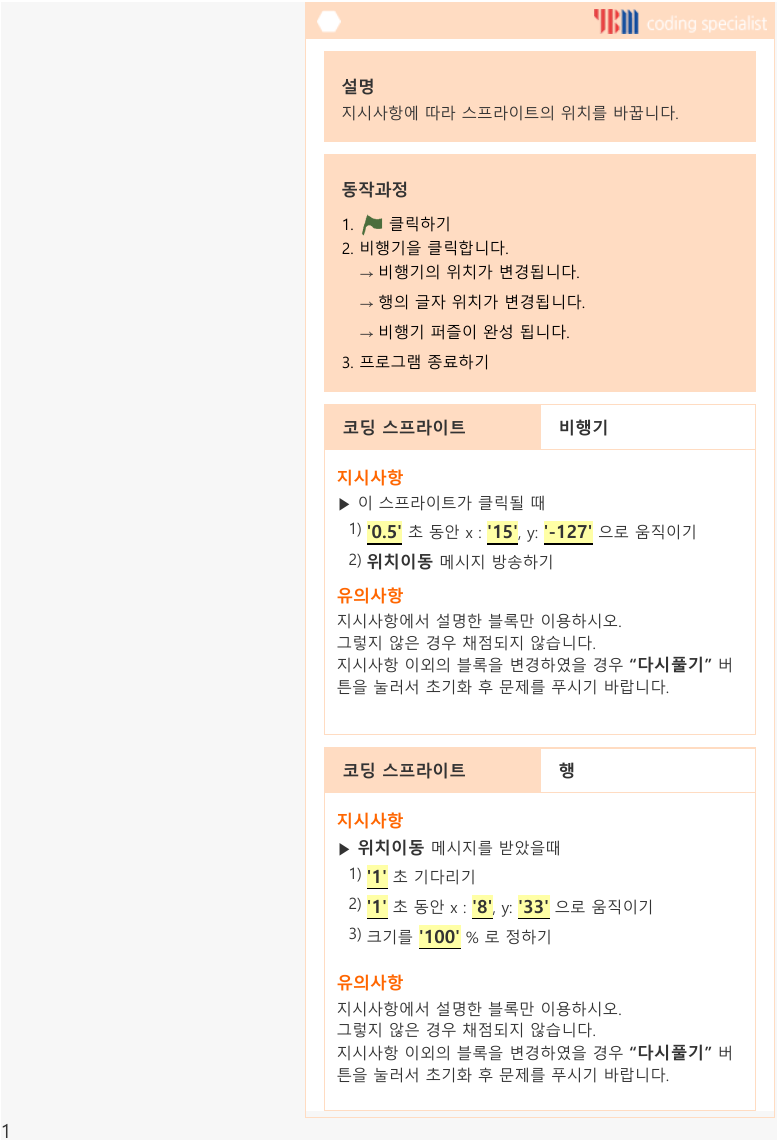 YBM coding specialist
설명
지시사항에 따라 스프라이트의 위치를 바꿉니다.
동작과정
1. 클릭하기
2. 비행기을 클릭합니다.
→ 비행기의 위치가 변경됩니다.
→ 행의 글자 위치가 변경됩니다.
→ 비행기 퍼즐이 완성 됩니다.
3. 프로그램 종료하기
코딩 스프라이트 비행기
지시사항
▶ 이 스프라이트가 클릭될 때
1) '0.5' 초 동안 x : '15', y: '-127' 으로 움직이기
2) 위치이동 메시지 방송하기
유의사항
지시사항에서 설명한 블록만 이용하시오.
그렇지 않은 경우 채점되지 않습니다.
지시사항 이외의 블록을 변경하였을 경우 “다시풀기” 버
튼을 눌러서 초기화 후 문제를 푸시기 바랍니다.
코딩 스프라이트 행
지시사항
▶ 위치이동 메시지를 받았을때
1) '1' 초 기다리기
2) '1' 초 동안 x : '8', y: '33' 으로 움직이기
3) 크기를 '100' % 로 정하기
유의사항
지시사항에서 설명한 블록만 이용하시오.
그렇지 않은 경우 채점되지 않습니다.
지시사항 이외의 블록을 변경하였을 경우 “다시풀기” 버
튼을 눌러서 초기화 후 문제를 푸시기 바랍니다.
1